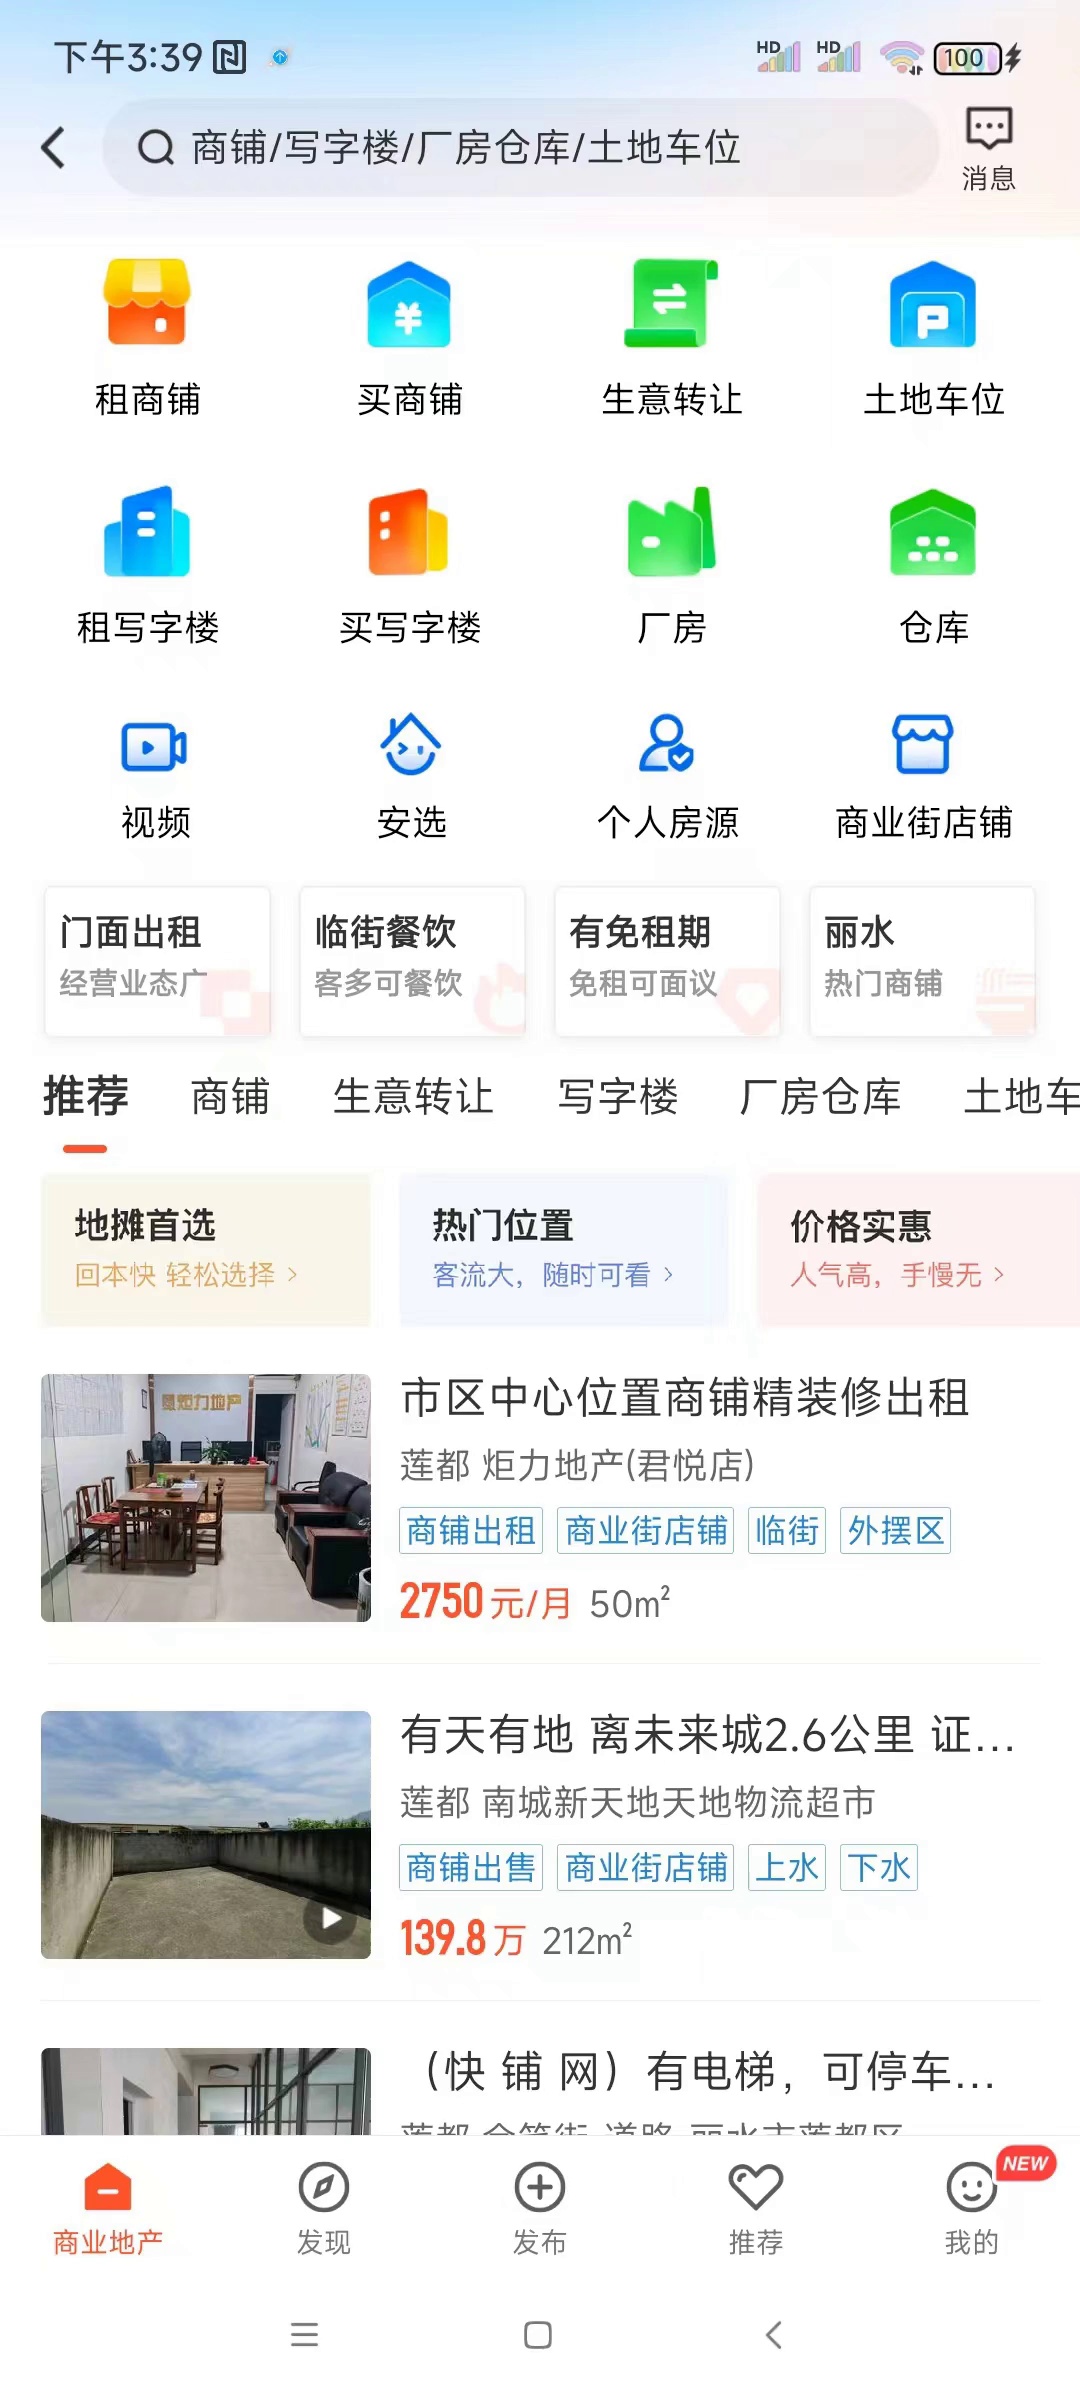 下午3:39
HD
HD
100
商铺/写字楼/厂房仓库/土地车位
消息
租商铺
买商铺
生意转让
土地车位
租写字楼
买写字楼
厂房
仓库
视频
安选
个人房源
商业街店铺
门面出租
经营业态广
临街餐饮
客多可餐饮
有免租期
免租可面议
丽水
热门商铺
推荐 商铺 生意转让 写字楼 厂房仓库 土地车
地摊首选
回本快 轻松选择 >
热门位置
客流大，随时可看 >
价格实惠
人气高，手慢无 >
市区中心位置商铺精装修出租
莲都 炬力地产(君悦店)
商铺出租 商业街店铺 临街 外摆区
2750元/月 50m²
有天有地 离未来城2.6公里 证...
莲都 南城新天地天地物流超市
商铺出售 商业街店铺 上水 下水
139.8万 212m²
（快 铺 网）有电梯，可停车...
商业地产
发现
发布
推荐
我的
NEW